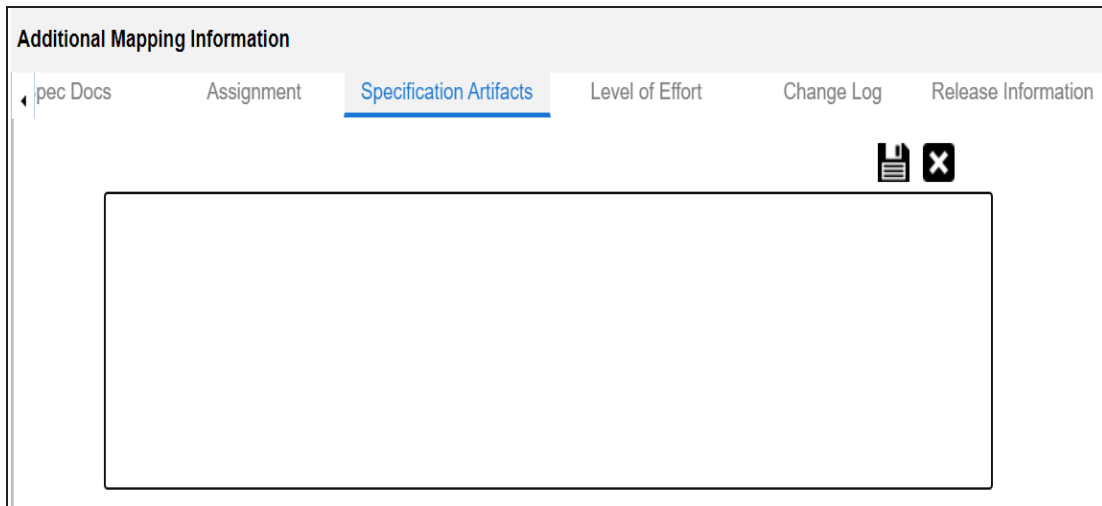 Additional Mapping Information
pec Docs Assignment Specification Artifacts Level of Effort Change Log Release Information